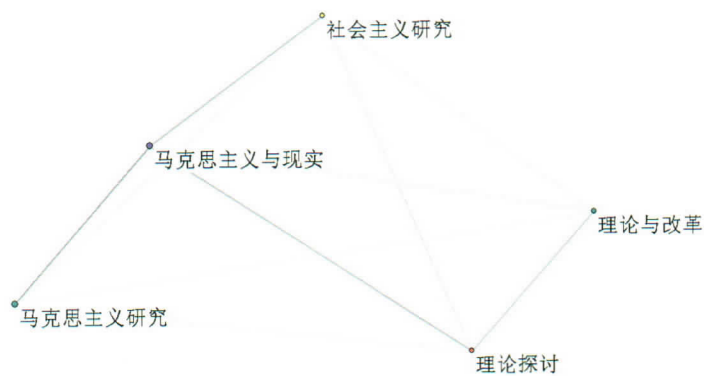 社会主义研究
马克思主义与现实
理论与改革
马克思主义研究
理论探讨